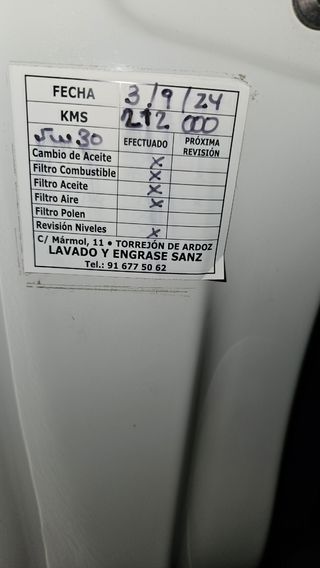 FECHA 3/9/24
KMS 212 000
5w30 EFECTUADO PRÓXIMA REVISIÓN
Cambio de Aceite x
Filtro Combustible x
Filtro Aceite x
Filtro Aire x
Filtro Polen
Revisión Niveles x
C/ Mármol, 11 • TORREJÓN DE ARDOZ
LAVADO Y ENGRASE SANZ
Tel.: 91 677 50 62